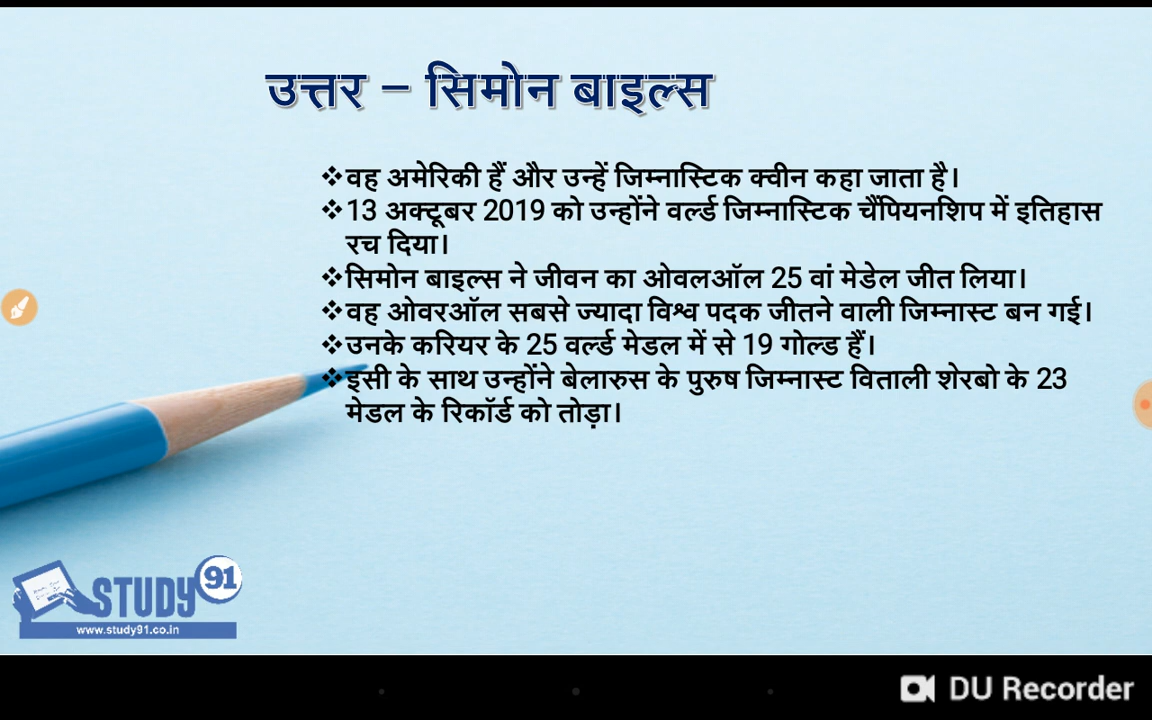 उत्तर – सिमोन बाइल्स
❖वह अमेरिकी हैं और उन्हें जिम्नास्टिक क्वीन कहा जाता है।
❖13 अक्टूबर 2019 को उन्होंने वर्ल्ड जिम्नास्टिक चैंपियनशिप में इतिहास
रच दिया।
❖सिमोन बाइल्स ने जीवन का ओवलऑल 25 वां मेडेल जीत लिया।
❖वह ओवरऑल सबसे ज्यादा विश्व पदक जीतने वाली जिम्नास्ट बन गई।
❖उनके करियर के 25 वर्ल्ड मेडल में से 19 गोल्ड हैं।
❖इसी के साथ उन्होंने बेलारुस के पुरुष जिम्नास्ट विताली शेरबो के 23
मेडल के रिकॉर्ड को तोड़ा।
STUDY 91
www.study91.co.in
DU Recorder